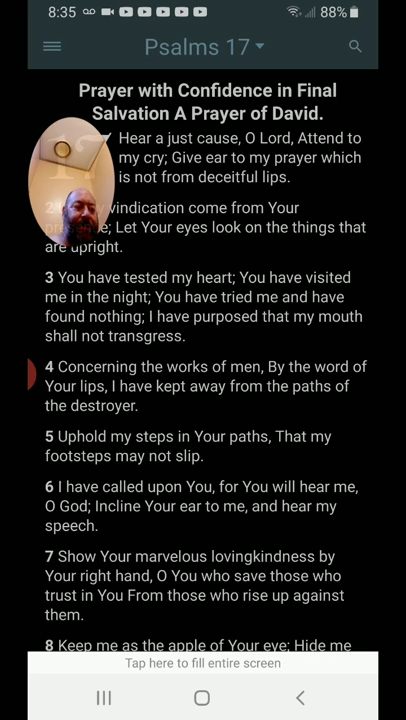 8:35
88%
Psalms 17
Prayer with Confidence in Final
Salvation A Prayer of David.
17 Hear a just cause, O Lord, Attend to
my cry; Give ear to my prayer which
is not from deceitful lips.
2 vindication come from Your
Let Your eyes look on the things that
are upright.
3 You have tested my heart; You have visited
me in the night; You have tried me and have
found nothing; I have purposed that my mouth
shall not transgress.
4 Concerning the works of men, By the word of
Your lips, I have kept away from the paths of
the destroyer.
5 Uphold my steps in Your paths, That my
footsteps may not slip.
6 I have called upon You, for You will hear me,
O God; Incline Your ear to me, and hear my
speech.
7 Show Your marvelous lovingkindness by
Your right hand, O You who save those who
trust in You From those who rise up against
them.
8 Keep me as the apple of Your eye; Hide me
Tap here to fill entire screen